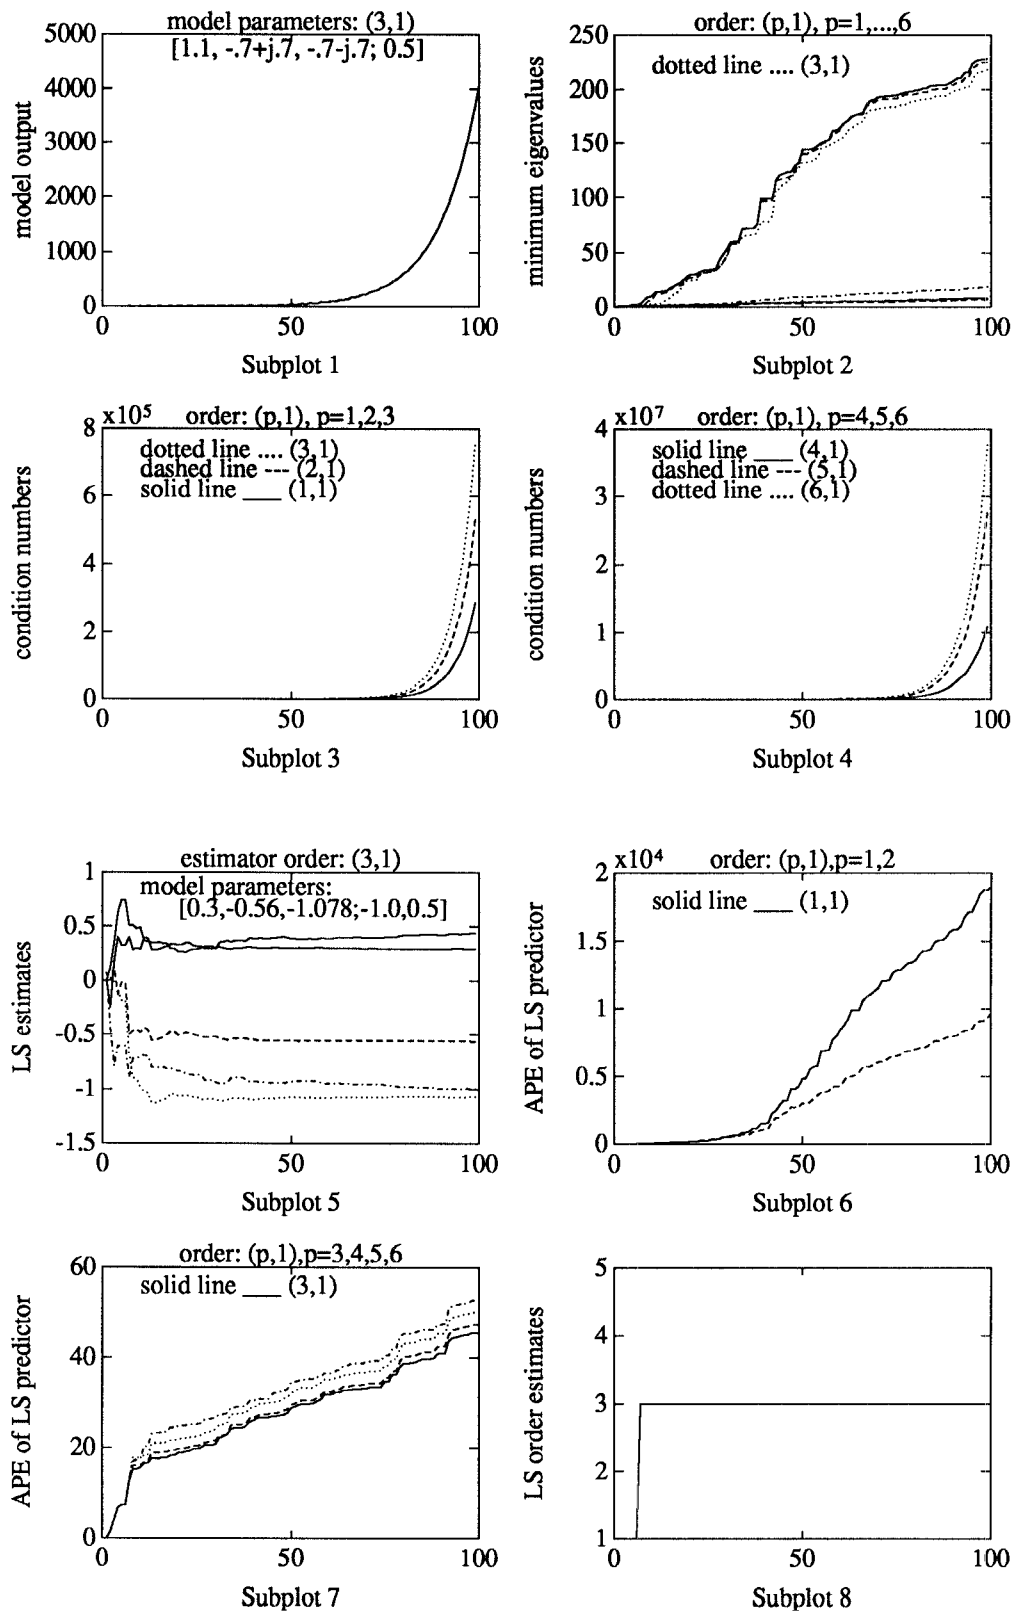 model parameters: (3,1)
[1.1, -.7+j.7, -.7-j.7; 0.5]
model output
5000
4000
3000
2000
1000
0
0 50 100
Subplot 1
order: (p,1), p=1,...,6
dotted line .... (3,1)
minimum eigenvalues
250
200
150
100
50
0
0 50 100
Subplot 2
x10⁵ order: (p,1), p=1,2,3
dotted line .... (3,1)
dashed line --- (2,1)
solid line ___ (1,1)
condition numbers
8
6
4
2
0
0 50 100
Subplot 3
x10⁷ order: (p,1), p=4,5,6
solid line ___ (4,1)
dashed line --- (5,1)
dotted line .... (6,1)
condition numbers
4
3
2
1
0
0 50 100
Subplot 4
estimator order: (3,1)
model parameters:
[0.3,-0.56,-1.078;-1.0,0.5]
LS estimates
1
0.5
0
-0.5
-1
-1.5
0 50 100
Subplot 5
x10⁴ order: (p,1),p=1,2
solid line ___ (1,1)
APE of LS predictor
2
1.5
1
0.5
0
0 50 100
Subplot 6
order: (p,1),p=3,4,5,6
solid line ___ (3,1)
APE of LS predictor
60
40
20
0
0 50 100
Subplot 7
LS order estimates
5
4
3
2
1
0 50 100
Subplot 8